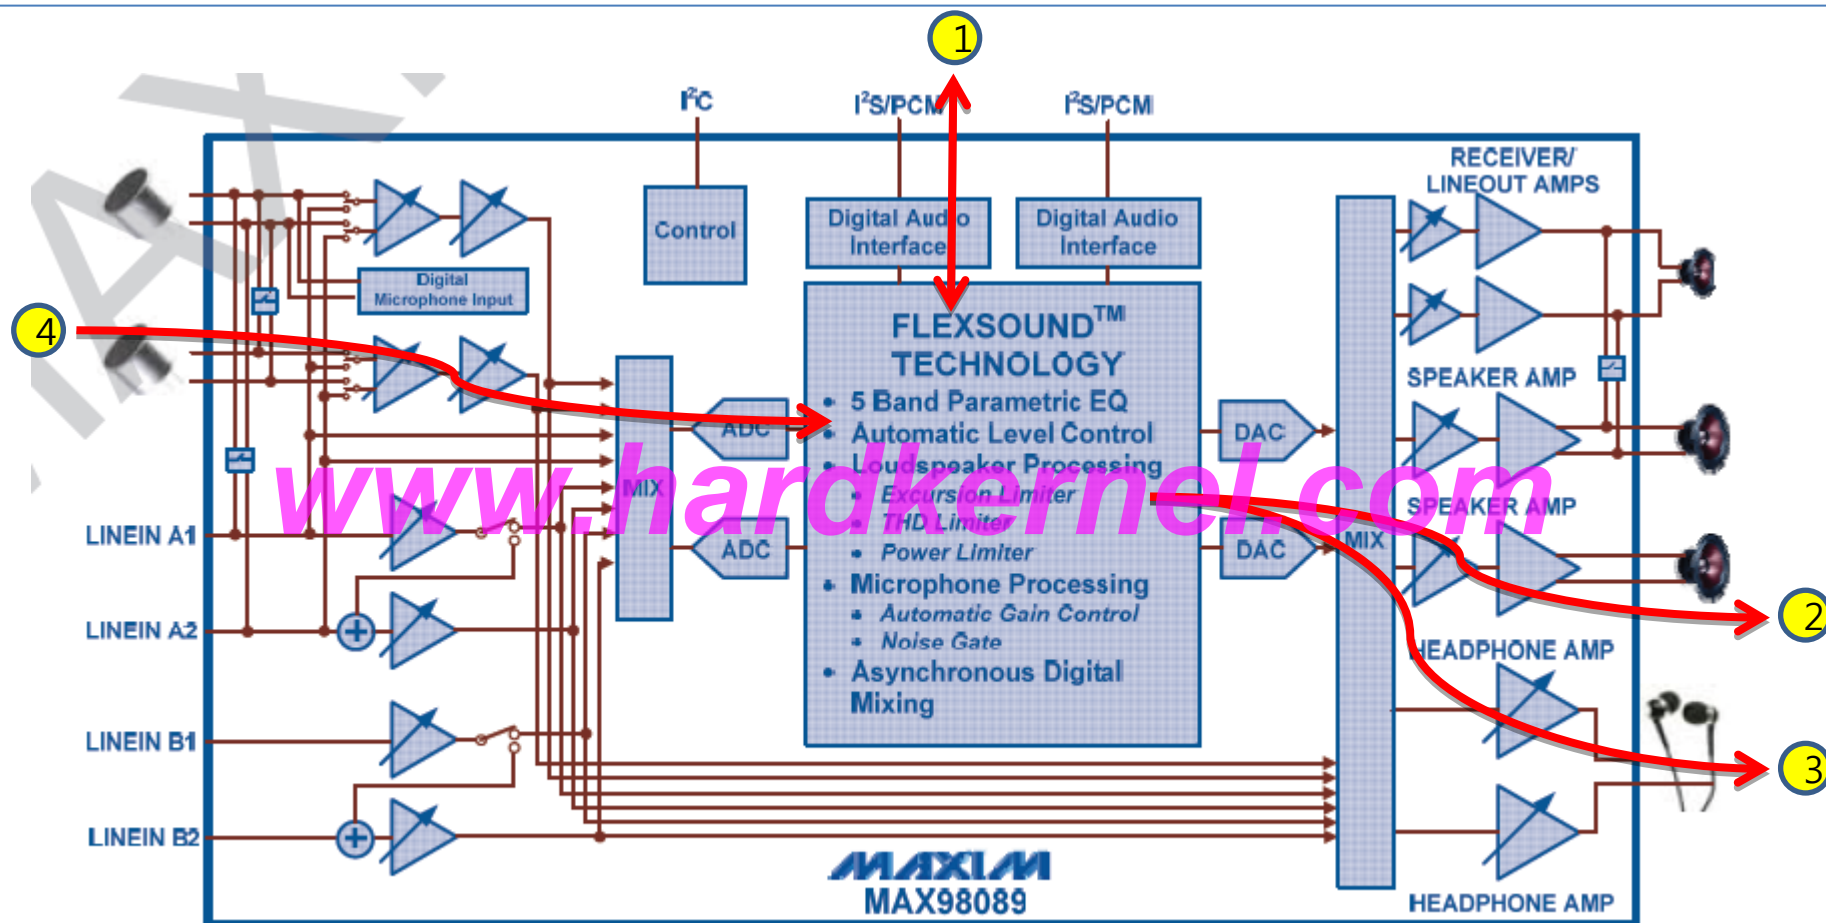 1
I²C
I²S/PCM
I²S/PCM
RECEIVER/
LINEOUT AMPS
Control
Digital Audio
Interface
Digital Audio
Interface
Digital
Microphone Input
4
FLEXSOUND™
TECHNOLOGY
• 5 Band Parametric EQ
• Automatic Level Control
• Loudspeaker Processing
• Excursion Limiter
• THD Limiter
• Power Limiter
• Microphone Processing
• Automatic Gain Control
• Noise Gate
• Asynchronous Digital
Mixing
MIX
ADC
ADC
DAC
DAC
MIX
SPEAKER AMP
SPEAKER AMP
www.hardkernel.com
LINEIN A1
LINEIN A2
LINEIN B1
LINEIN B2
2
HEADPHONE AMP
3
HEADPHONE AMP
MAXIM
MAX98089